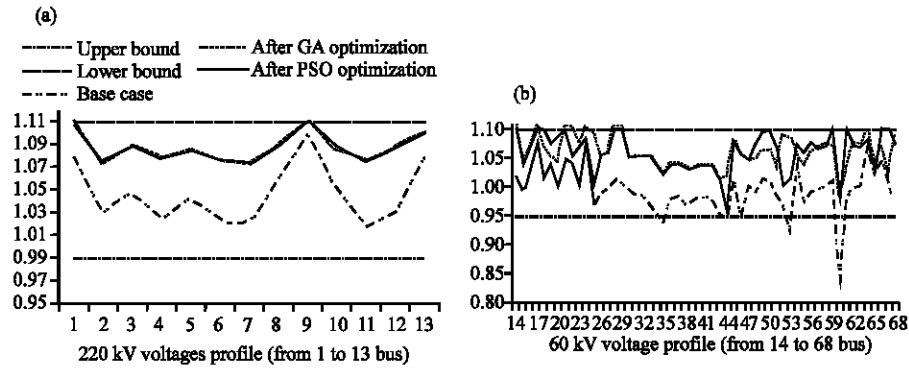 (a)
Upper bound
After GA optimization
Lower bound
After PSO optimization
Base case
1.11
1.09
1.07
1.05
1.03
1.01
0.99
0.97
0.95
1 2 3 4 5 6 7 8 9 10 11 12 13
220 kV voltages profile (from 1 to 13 bus)
(b)
1.10
1.05
1.00
0.95
0.90
0.85
0.80
14 17 20 23 26 29 32 35 38 41 44 47 50 53 56 59 62 65 68
60 kV voltage profile (from 14 to 68 bus)